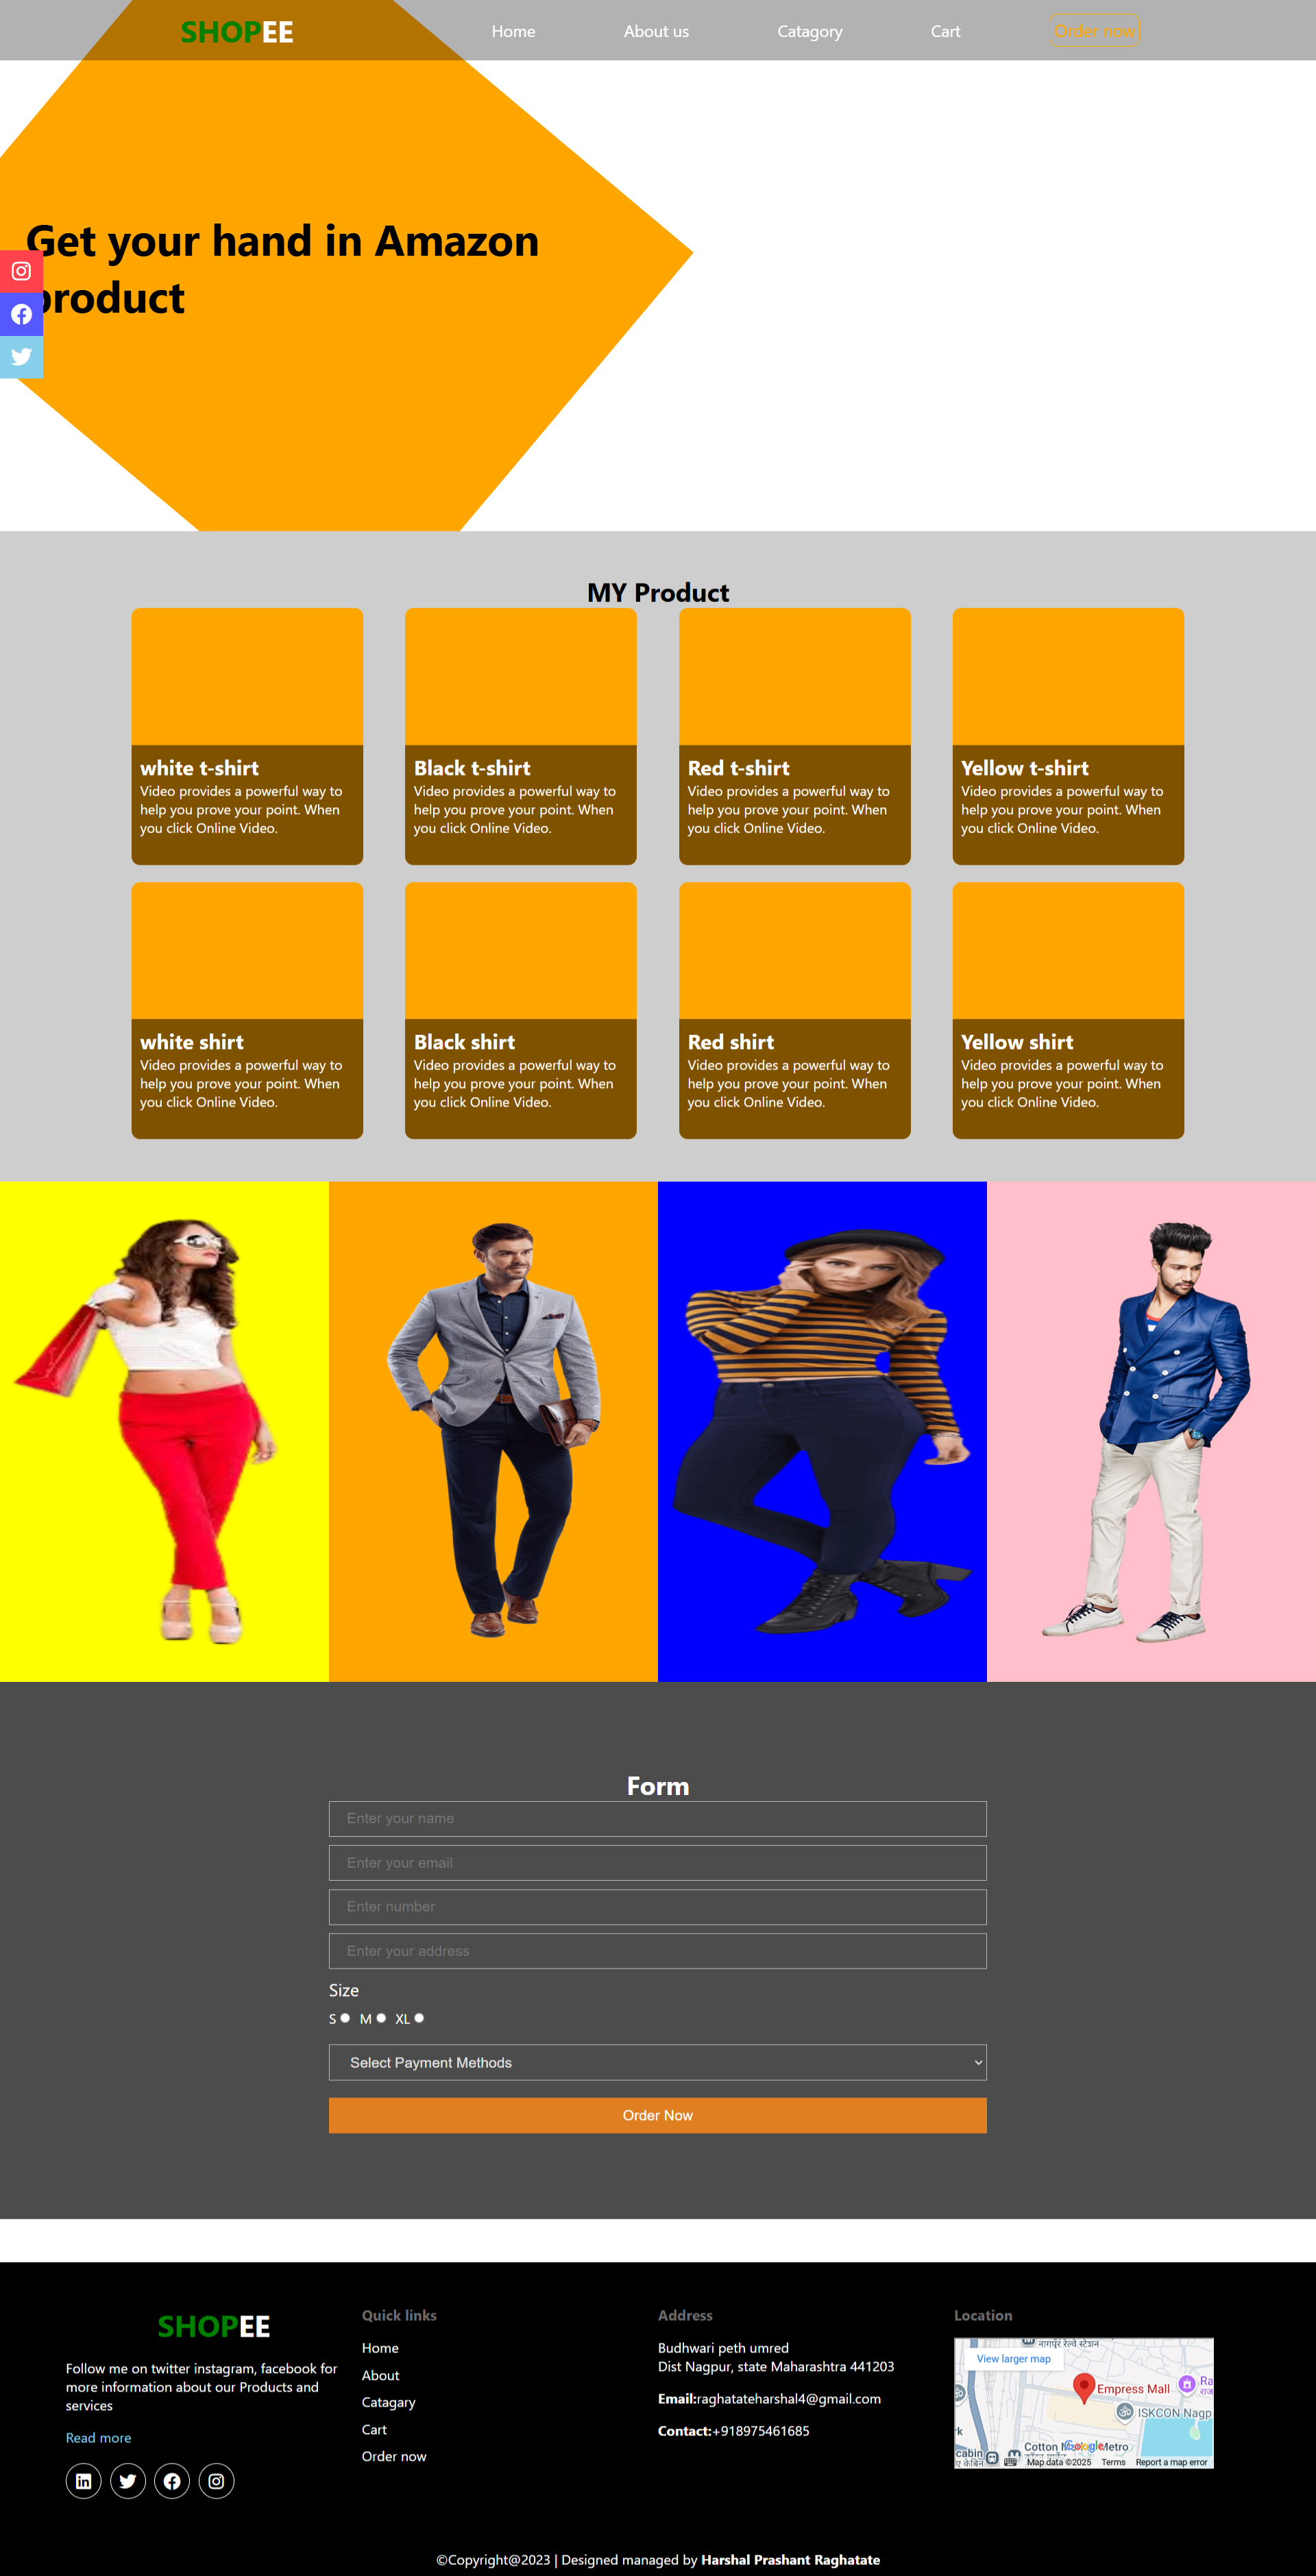 SHOPEE
Home
About us
Catagory
Cart
Order now
Get your hand in Amazon
product
MY Product
white t-shirt
Video provides a powerful way to
help you prove your point. When
you click Online Video.
Black t-shirt
Video provides a powerful way to
help you prove your point. When
you click Online Video.
Red t-shirt
Video provides a powerful way to
help you prove your point. When
you click Online Video.
Yellow t-shirt
Video provides a powerful way to
help you prove your point. When
you click Online Video.
white shirt
Video provides a powerful way to
help you prove your point. When
you click Online Video.
Black shirt
Video provides a powerful way to
help you prove your point. When
you click Online Video.
Red shirt
Video provides a powerful way to
help you prove your point. When
you click Online Video.
Yellow shirt
Video provides a powerful way to
help you prove your point. When
you click Online Video.
Form
Enter your name
Enter your email
Enter number
Enter your address
Size
S M XL
Select Payment Methods
Order Now
SHOPEE
Follow me on twitter instagram, facebook for
more information about our Products and
services
Read more
Quick links
Home
About
Catagary
Cart
Order now
Address
Budhwari peth umred
Dist Nagpur, state Maharashtra 441203
Email:raghatateharshal4@gmail.com
Contact:+918975461685
Location
नागपुर रेल्वे स्टेशन
View larger map
Empress Mall
ISKCON Nagp
Cotton Metro
Google
Map data ©2025
Terms
Report a map error
©Copyright@2023 | Designed managed by Harshal Prashant Raghatate